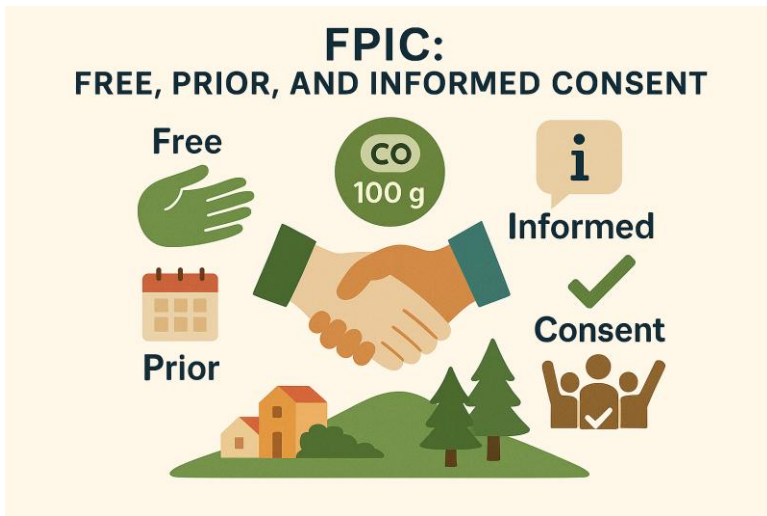 FPIC:
FREE, PRIOR, AND INFORMED CONSENT
Free
CO
100 g
i
Informed
Prior
Consent